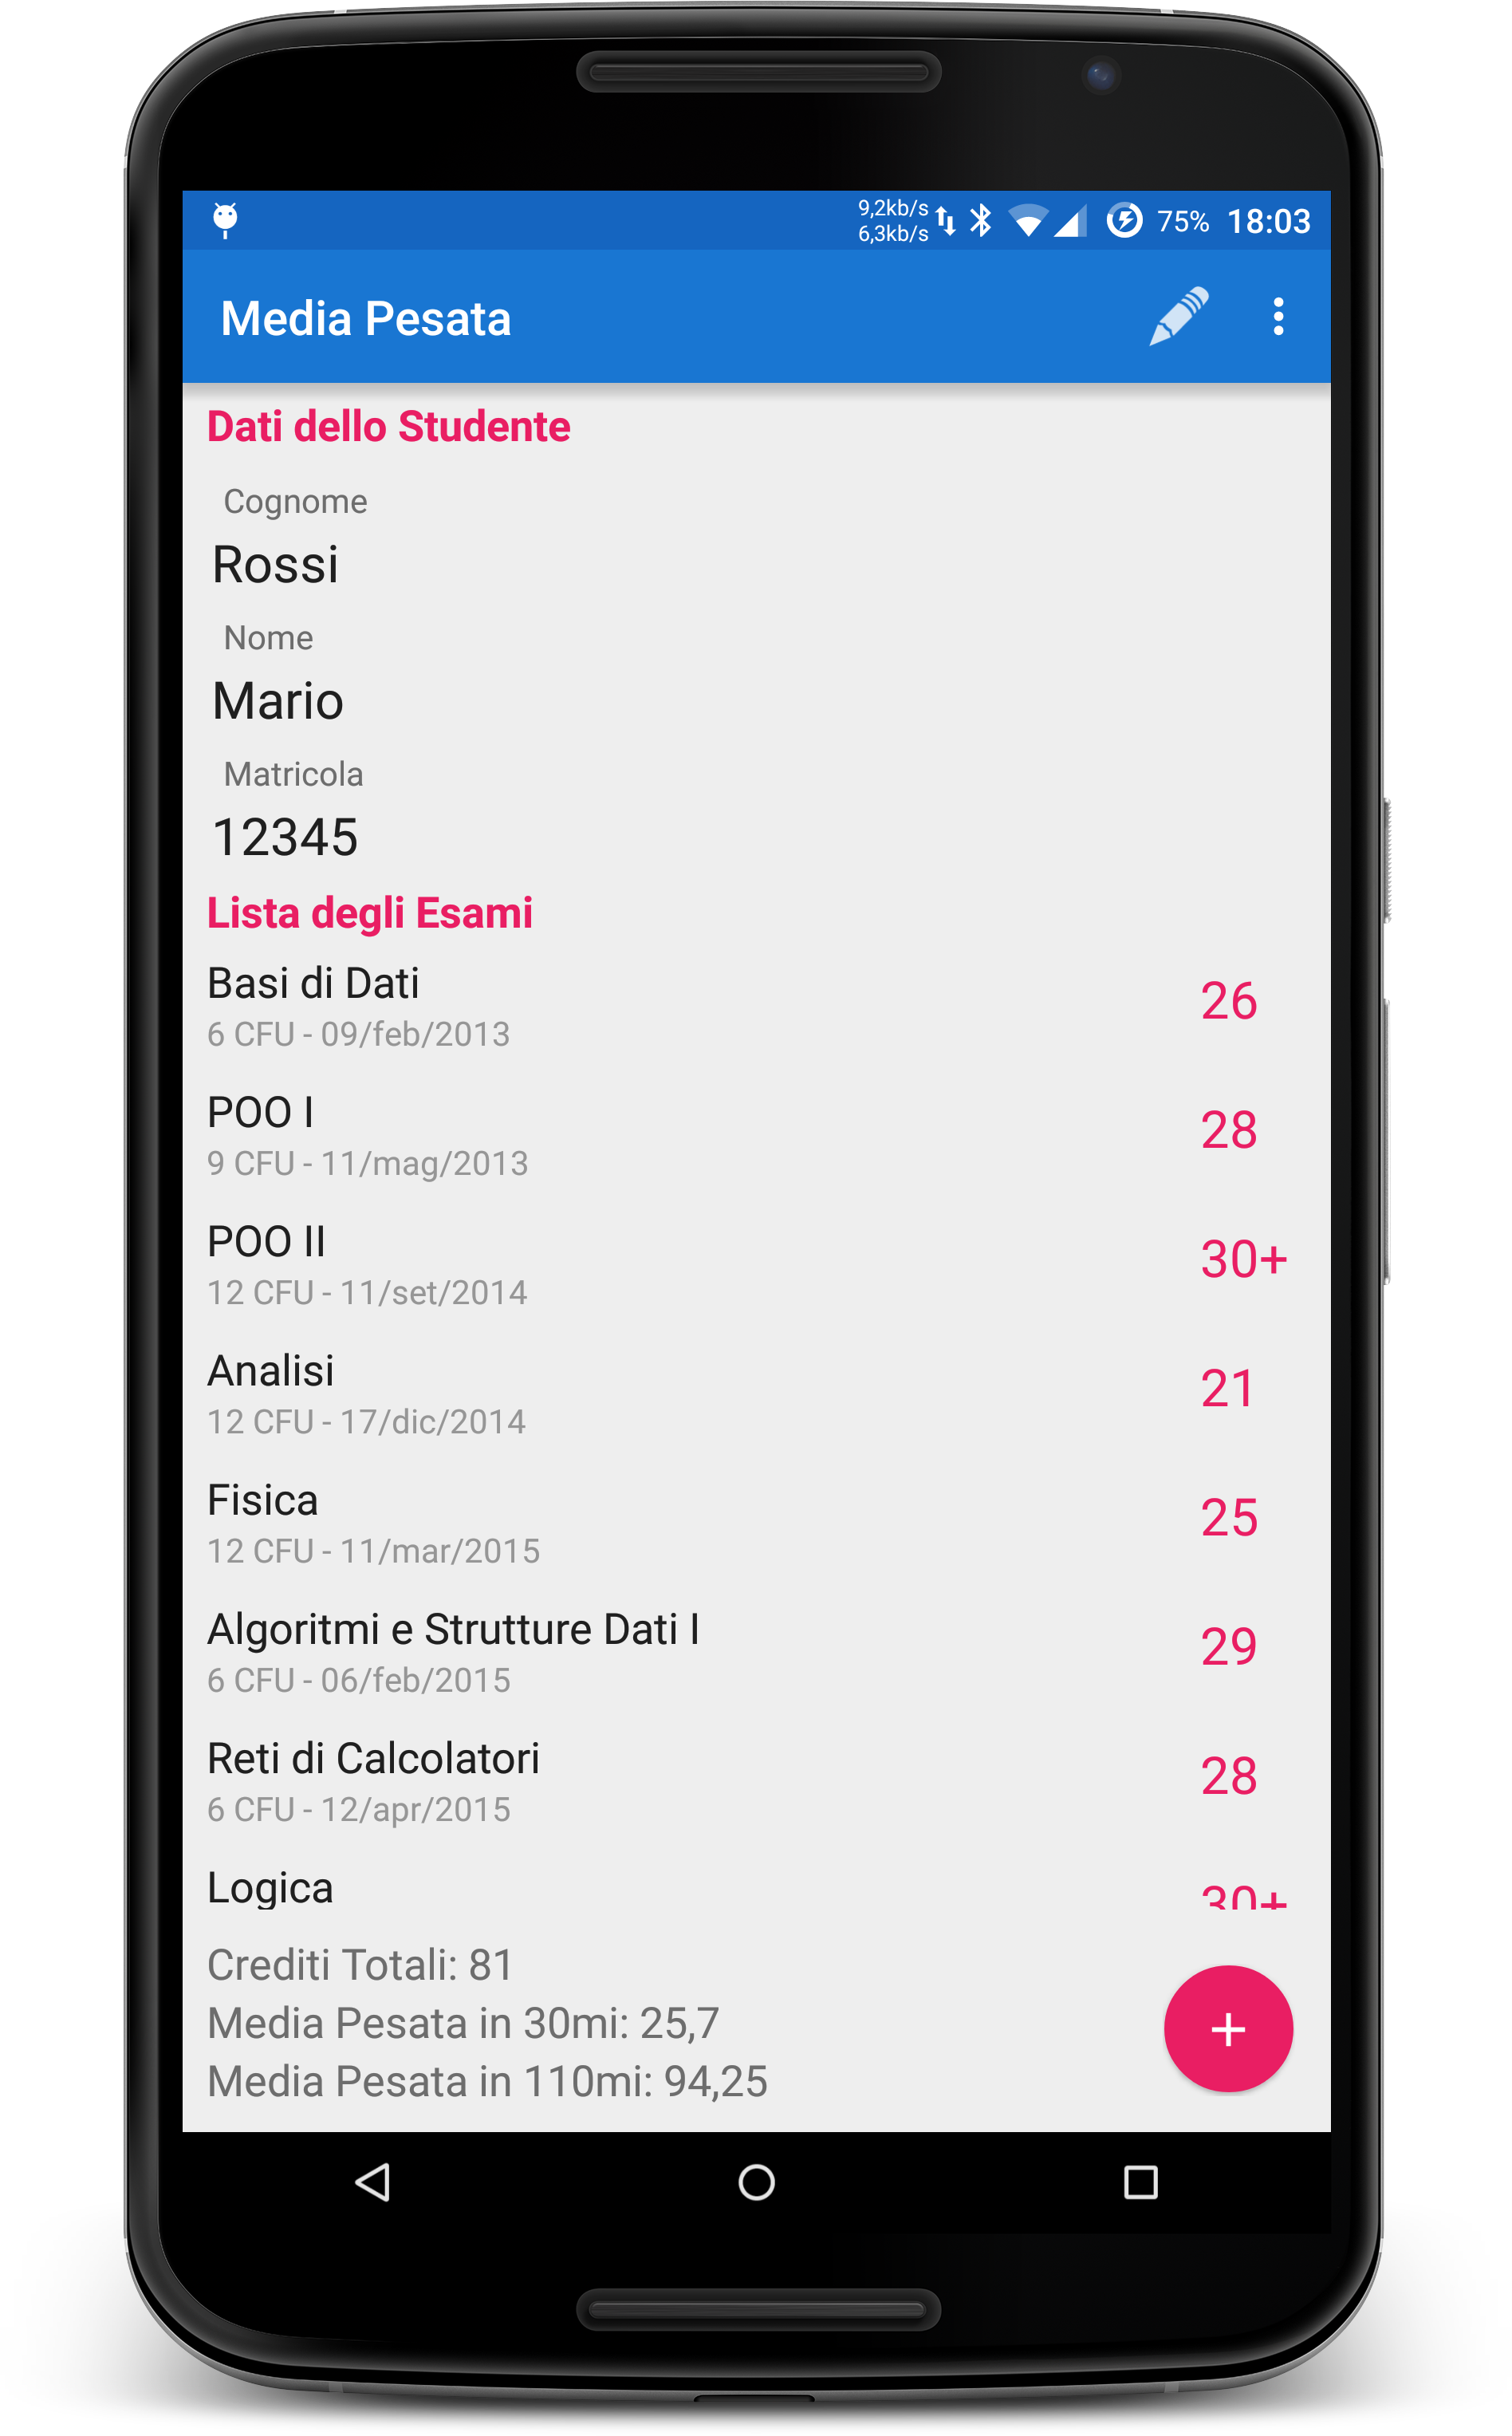 9,2kb/s
6,3kb/s
75% 18:03
Media Pesata
Dati dello Studente
Cognome
Rossi
Nome
Mario
Matricola
12345
Lista degli Esami
Basi di Dati
26
6 CFU - 09/feb/2013
POO I
28
9 CFU - 11/mag/2013
POO II
30+
12 CFU - 11/set/2014
Analisi
21
12 CFU - 17/dic/2014
Fisica
25
12 CFU - 11/mar/2015
Algoritmi e Strutture Dati I
29
6 CFU - 06/feb/2015
Reti di Calcolatori
28
6 CFU - 12/apr/2015
Logica
30+
Crediti Totali: 81
Media Pesata in 30mi: 25,7
Media Pesata in 110mi: 94,25
+